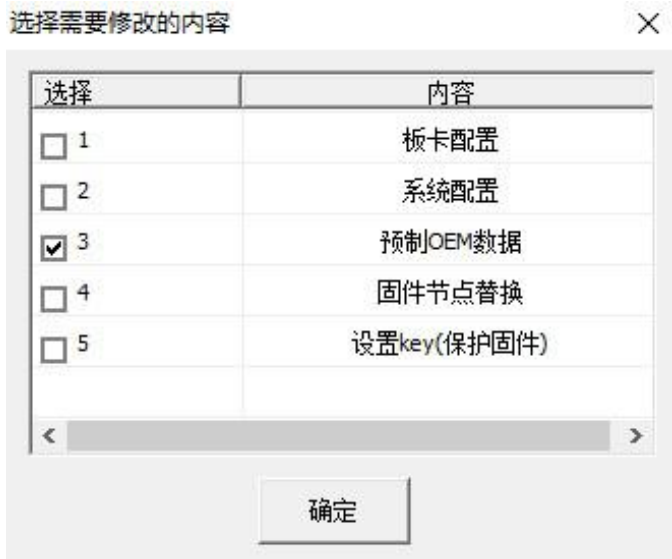 选择需要修改的内容
选择 内容
1 板卡配置
2 系统配置
3 预制OEM数据
4 固件节点替换
5 设置key(保护固件)
确定